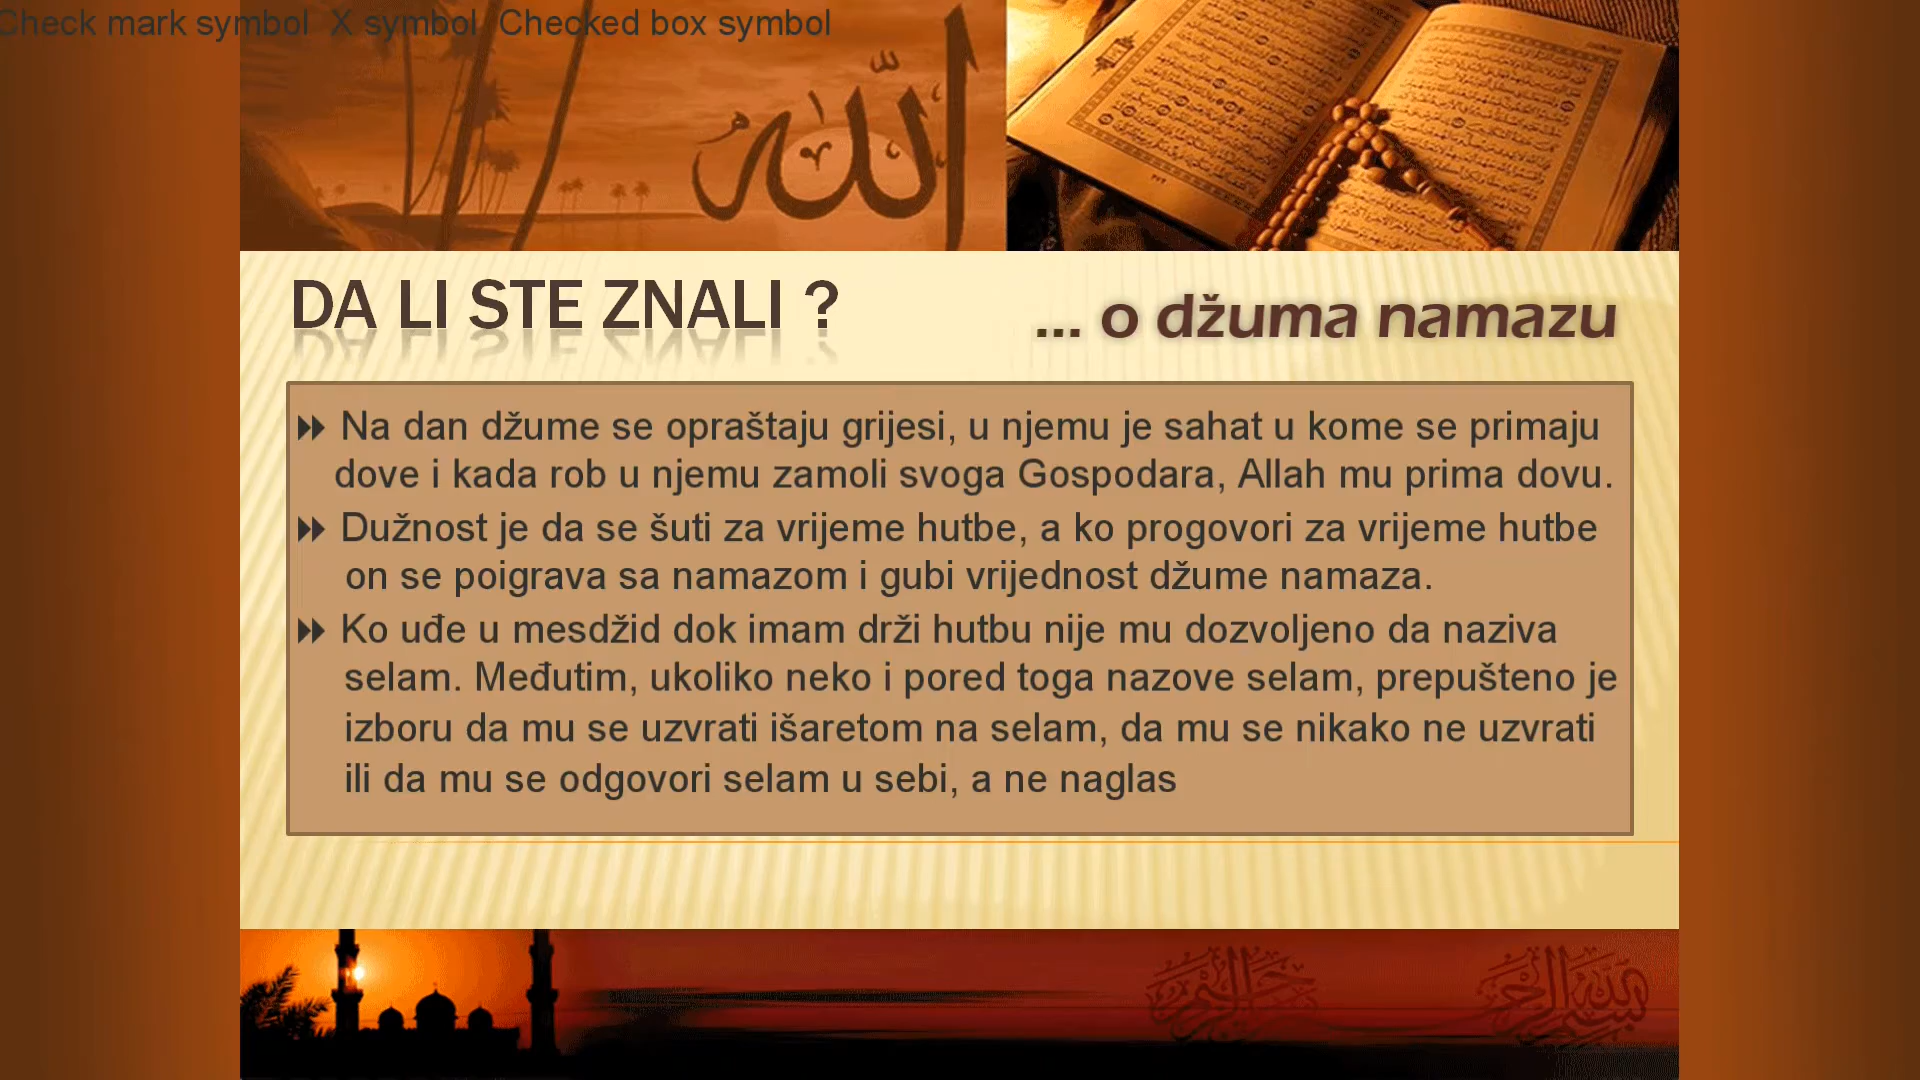 Check mark symbol X symbol Checked box symbol
الله
DA LI STE ZNALI ?
... o džuma namazu
Na dan džume se opraštaju grijesi, u njemu je sahat u kome se primaju
dove i kada rob u njemu zamoli svoga Gospodara, Allah mu prima dovu.
Dužnost je da se šuti za vrijeme hutbe, a ko progovori za vrijeme hutbe
on se poigrava sa namazom i gubi vrijednost džume namaza.
Ko uđe u mesdžid dok imam drži hutbu nije mu dozvoljeno da naziva
selam. Međutim, ukoliko neko i pored toga nazove selam, prepušteno je
izboru da mu se uzvrati išaretom na selam, da mu se nikako ne uzvrati
ili da mu se odgovori selam u sebi, a ne naglas